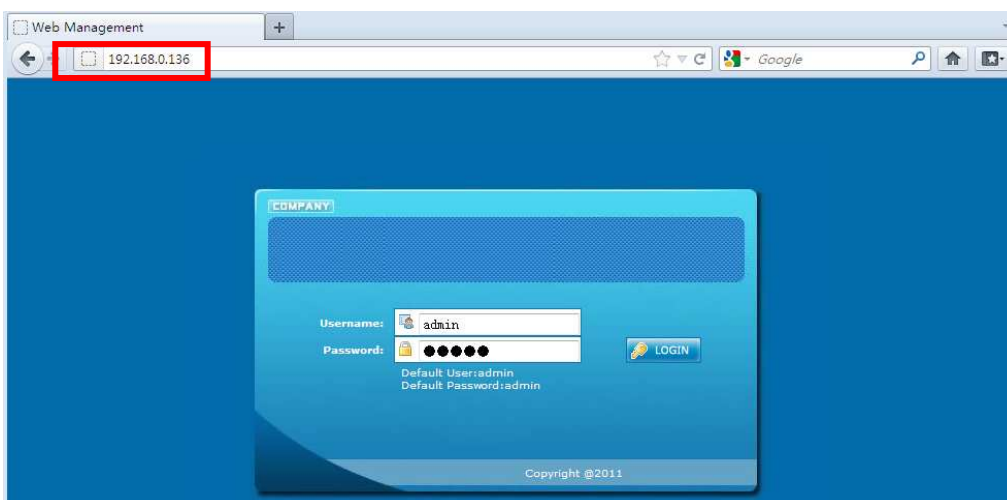 Web Management
+
192.168.0.136
Google
COMPANY
Username: admin
Password: ●●●●●
LOGIN
Default User:admin
Default Password:admin
Copyright @2011